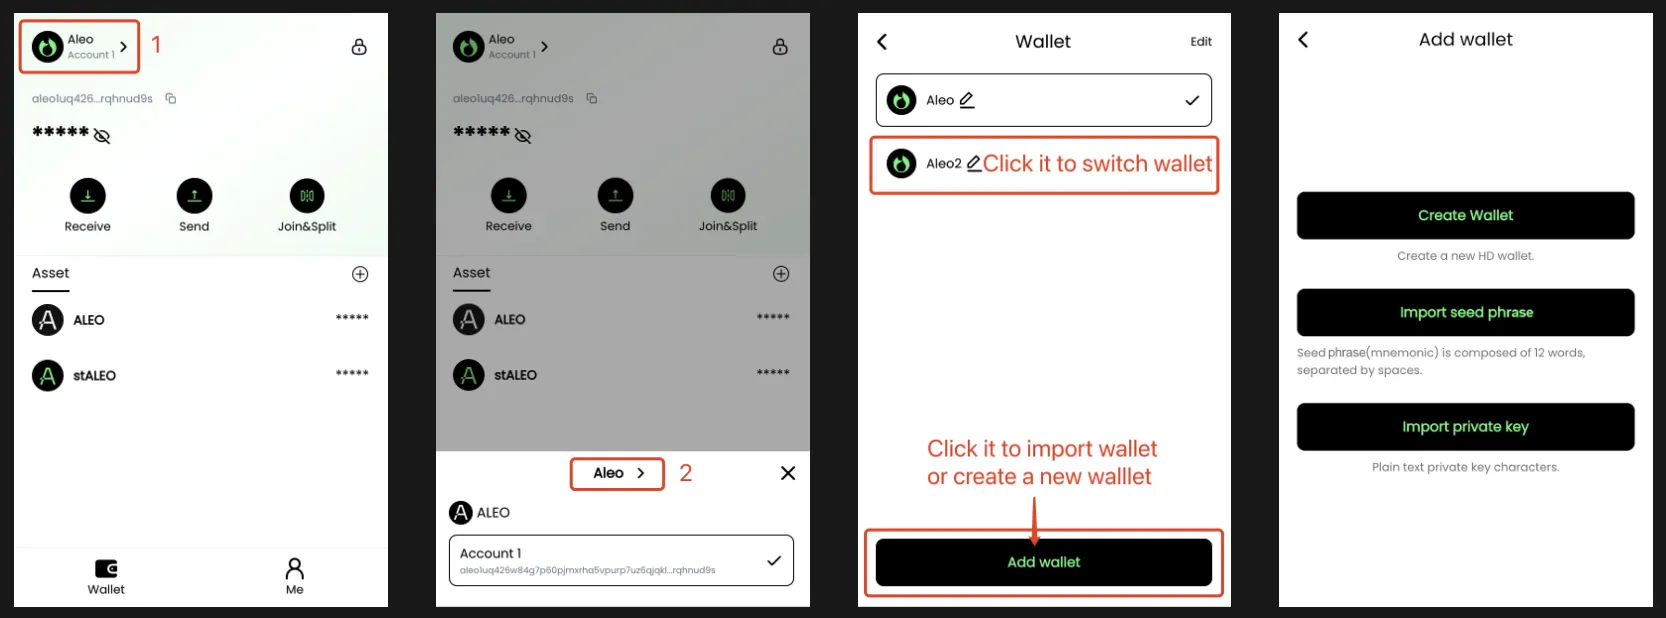 Aleo
Account 1
1
aleo1uq426...rqhnud9s
*****
Receive
Send
Join&Split
Asset
ALEO
*****
stALEO
*****
Wallet
Me
Aleo
Account 1
aleo1uq426...rqhnud9s
*****
Receive
Send
Join&Split
Asset
ALEO
*****
stALEO
*****
Aleo
2
ALEO
Account 1
aleo1uq426w84g7p60pjmxrha5vpurp7uz6qjqkl...rqhnud9s
Wallet
Edit
Aleo
Aleo2
Click it to switch wallet
Click it to import wallet
or create a new walllet
Add wallet
Add wallet
Create Wallet
Create a new HD wallet.
Import seed phrase
Seed phrase(mnemonic) is composed of 12 words,
separated by spaces.
Import private key
Plain text private key characters.